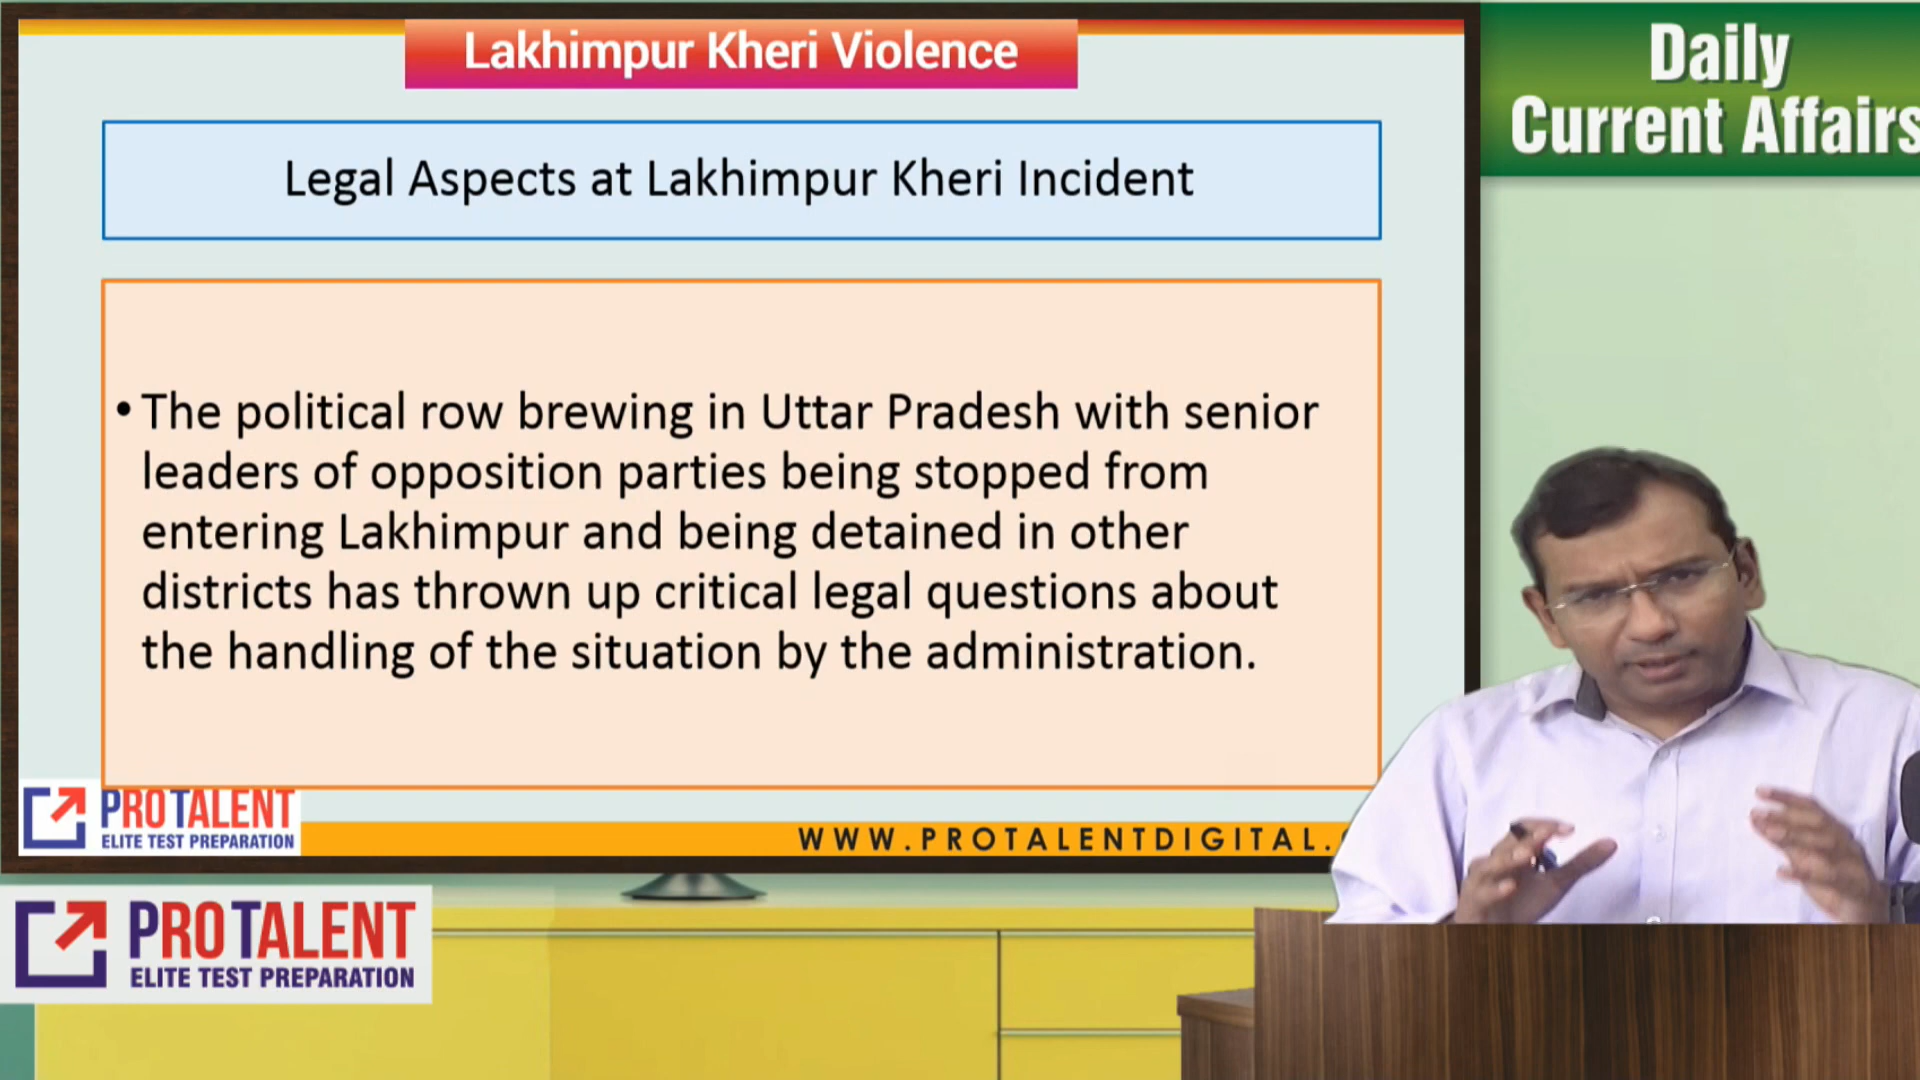 Lakhimpur Kheri Violence
Daily
Current Affairs
Legal Aspects at Lakhimpur Kheri Incident
• The political row brewing in Uttar Pradesh with senior
leaders of opposition parties being stopped from
entering Lakhimpur and being detained in other
districts has thrown up critical legal questions about
the handling of the situation by the administration.
PROTALENT
ELITE TEST PREPARATION
WWW.PROTALENTDIGITAL.
PROTALENT
ELITE TEST PREPARATION